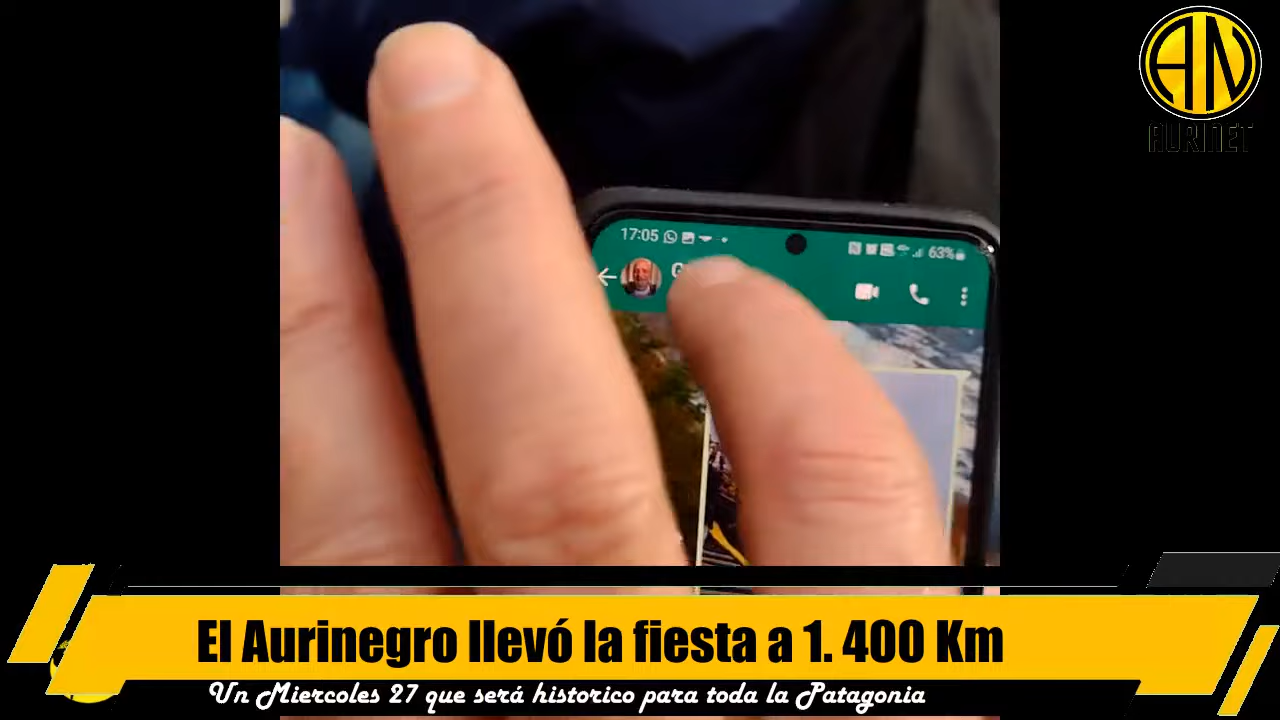 AN
AURINET
17:05
63%
G
El Aurinegro llevó la fiesta a 1. 400 Km
Un Miercoles 27 que será historico para toda la Patagonia